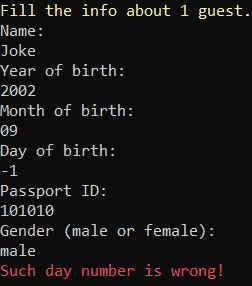 Fill the info about 1 guest.
Name:
Joke
Year of birth:
2002
Month of birth:
09
Day of birth:
-1
Passport ID:
101010
Gender (male or female):
male
Such day number is wrong!